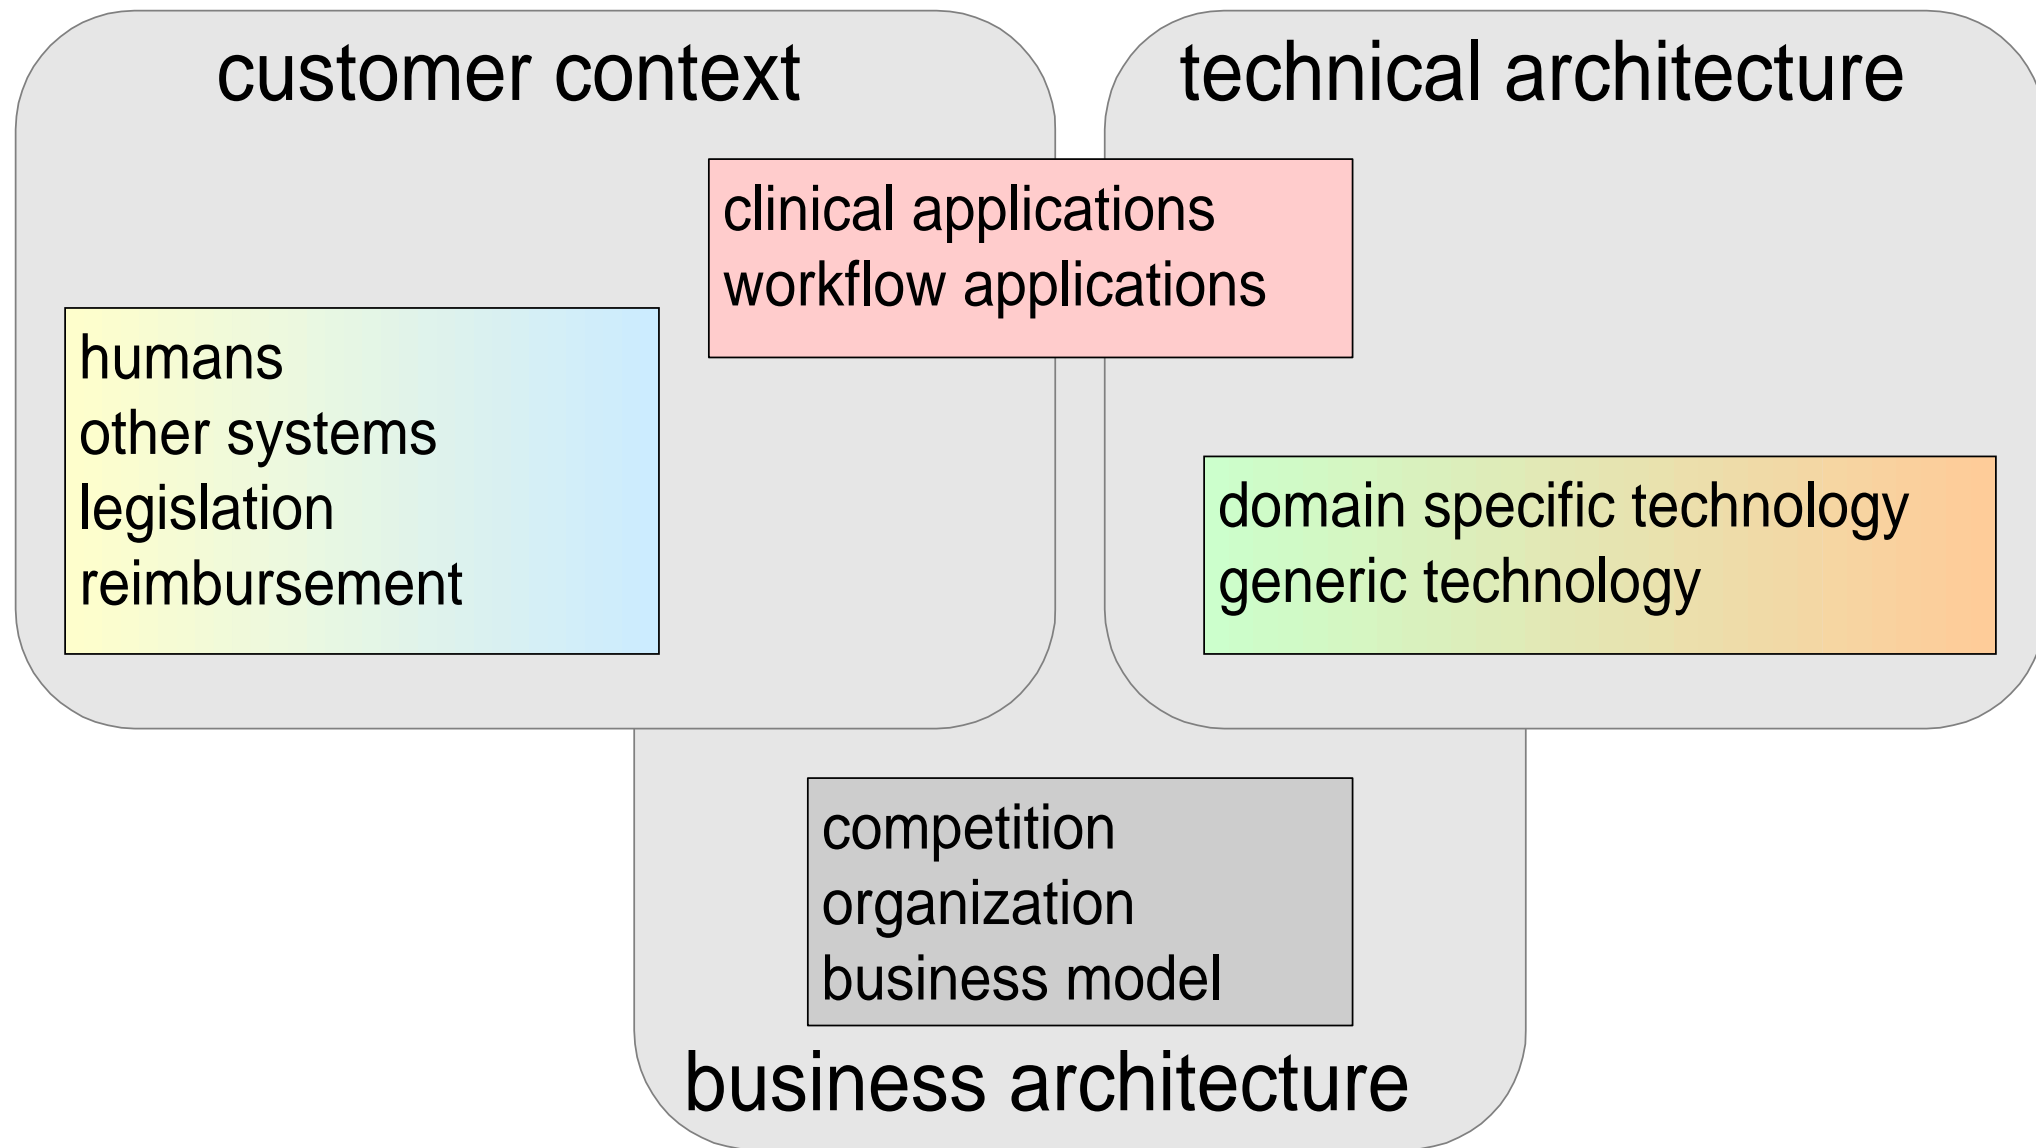 customer context
technical architecture
clinical applications
workflow applications
humans
other systems
legislation
reimbursement
domain specific technology
generic technology
competition
organization
business model
business architecture